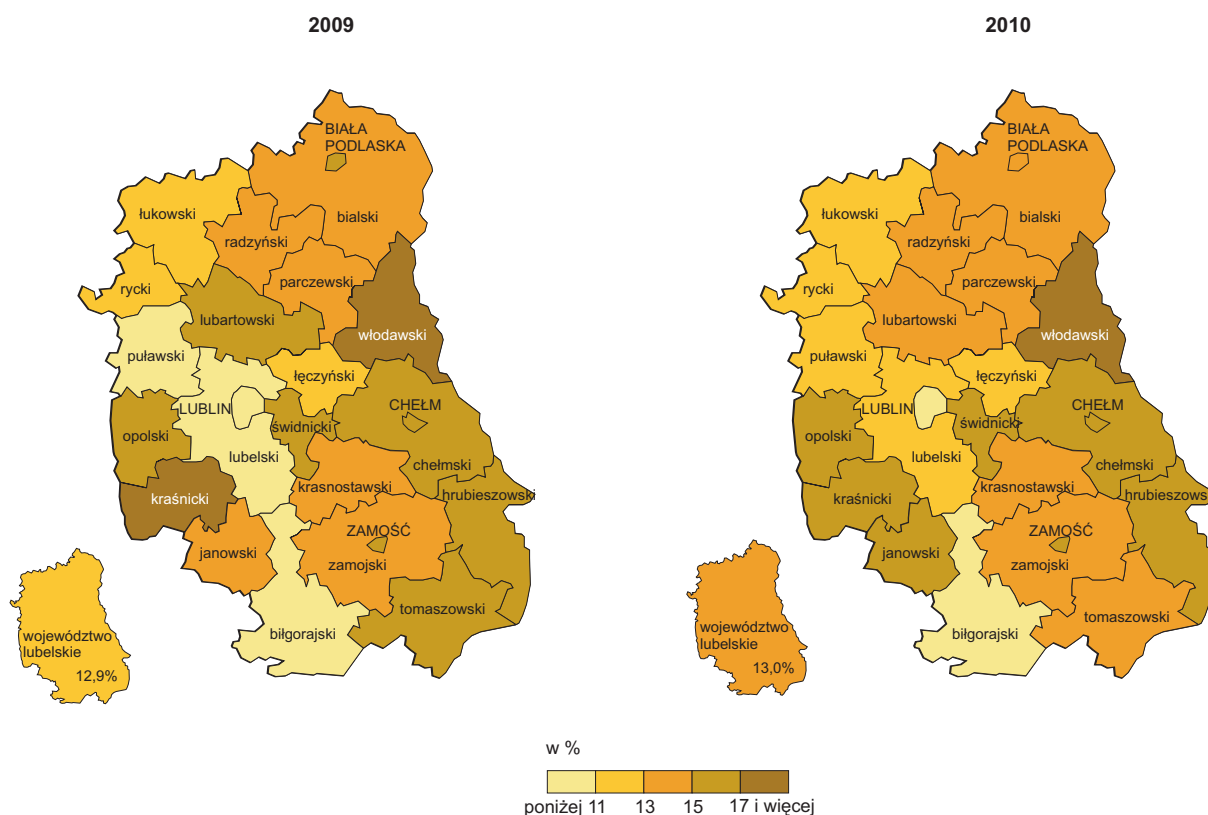 2009
BIAŁA
PODLASKA
łukowski
bialski
radzyński
rycki
parczewski
lubartowski
włodawski
puławski
łęczyński
LUBLIN
CHEŁM
opolski
świdnicki
lubelski
chełmski
kraśnicki
krasnostawski
hrubieszowski
ZAMOŚĆ
janowski
zamojski
tomaszowski
biłgorajski
województwo
lubelskie
12,9%
2010
BIAŁA
PODLASKA
łukowski
bialski
radzyński
rycki
parczewski
lubartowski
włodawski
puławski
łęczyński
LUBLIN
CHEŁM
opolski
świdnicki
lubelski
chełmski
kraśnicki
krasnostawski
hrubieszows
ZAMOŚĆ
janowski
zamojski
tomaszowski
biłgorajski
województwo
lubelskie
13,0%
w %
poniżej 11 13 15 17 i więcej